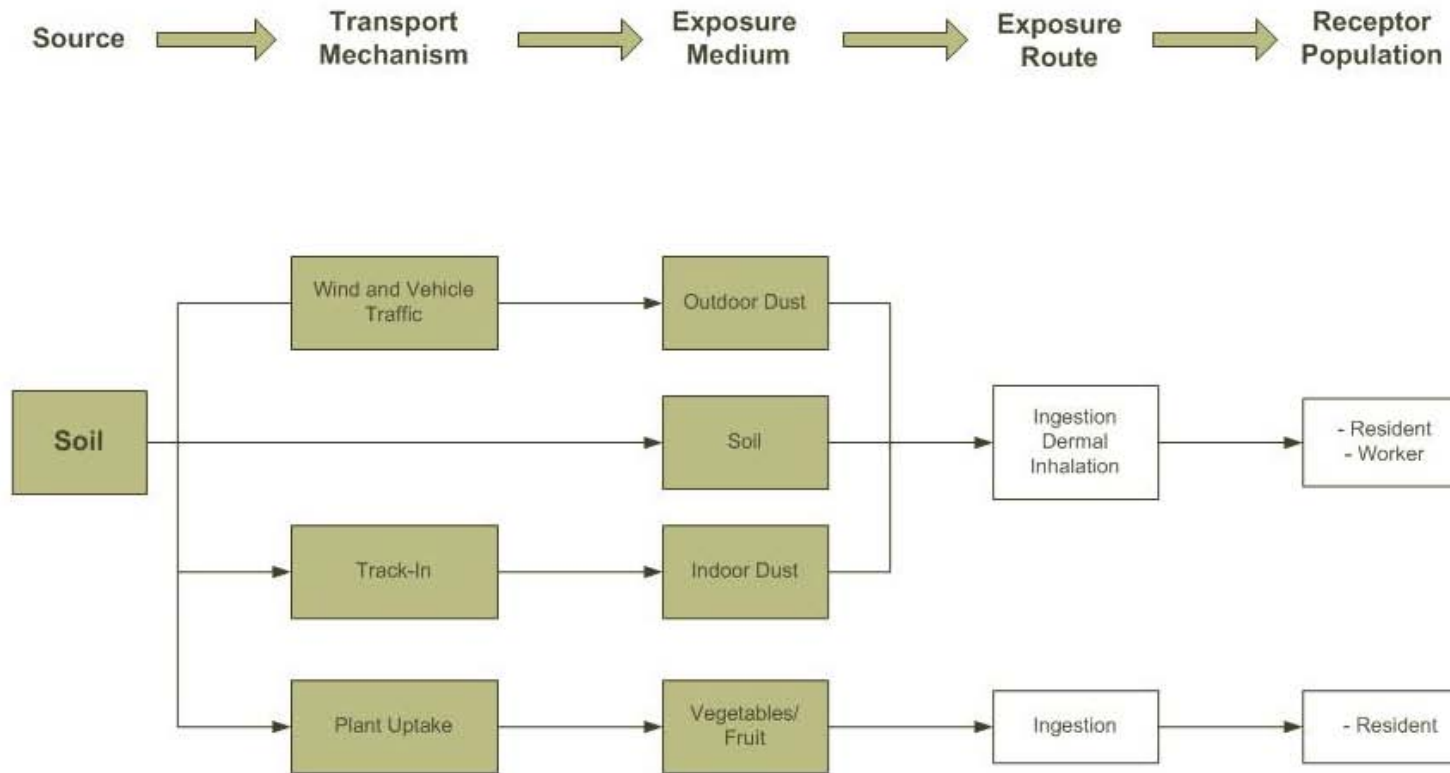 Source
Transport
Mechanism
Exposure
Medium
Exposure
Route
Receptor
Population
Wind and Vehicle
Traffic
Outdoor Dust
Soil
Soil
Ingestion
Dermal
Inhalation
- Resident
- Worker
Track-In
Indoor Dust
Plant Uptake
Vegetables/
Fruit
Ingestion
- Resident